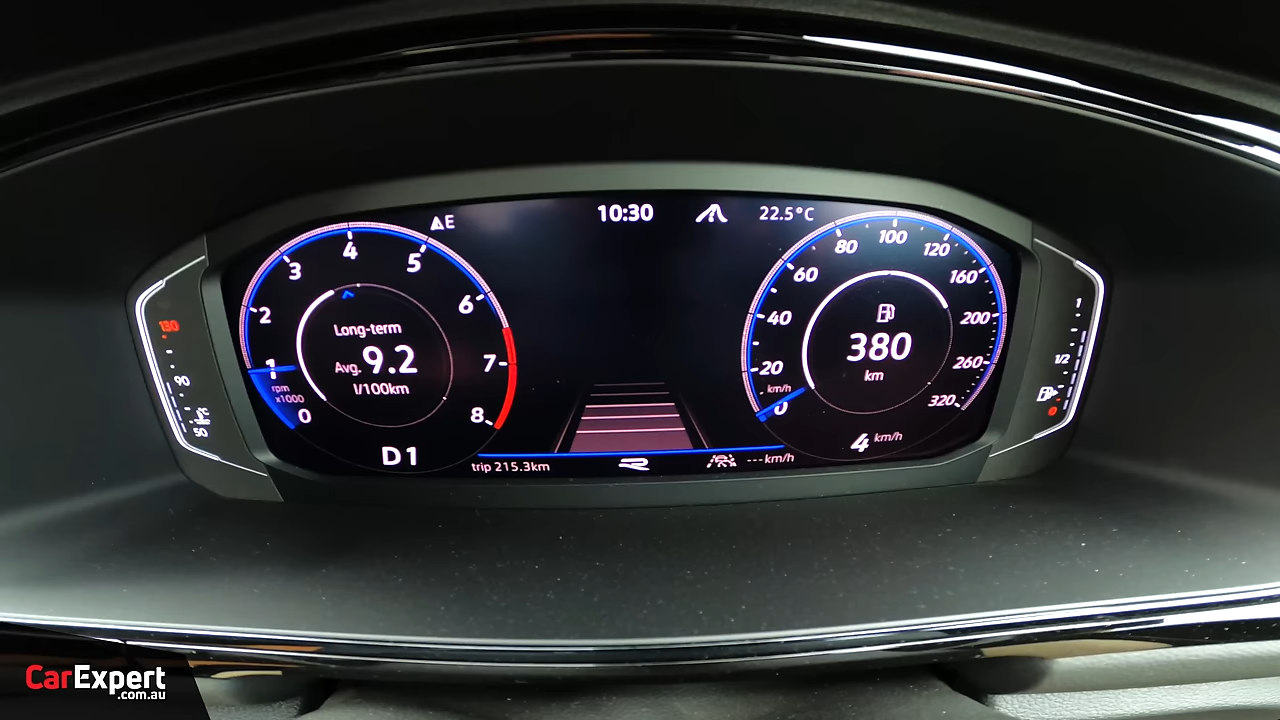 10:30
22.5°C
E
0
1
2
3
4
5
6
7
8
rpm
x1000
Long-term
Avg. 9.2
l/100km
D1
trip 215.3km
--- km/h
0
20
40
60
80
100
120
160
200
260
320
km/h
380
km
4 km/h
130
90
50
1
1/2
0
CarExpert
.com.au